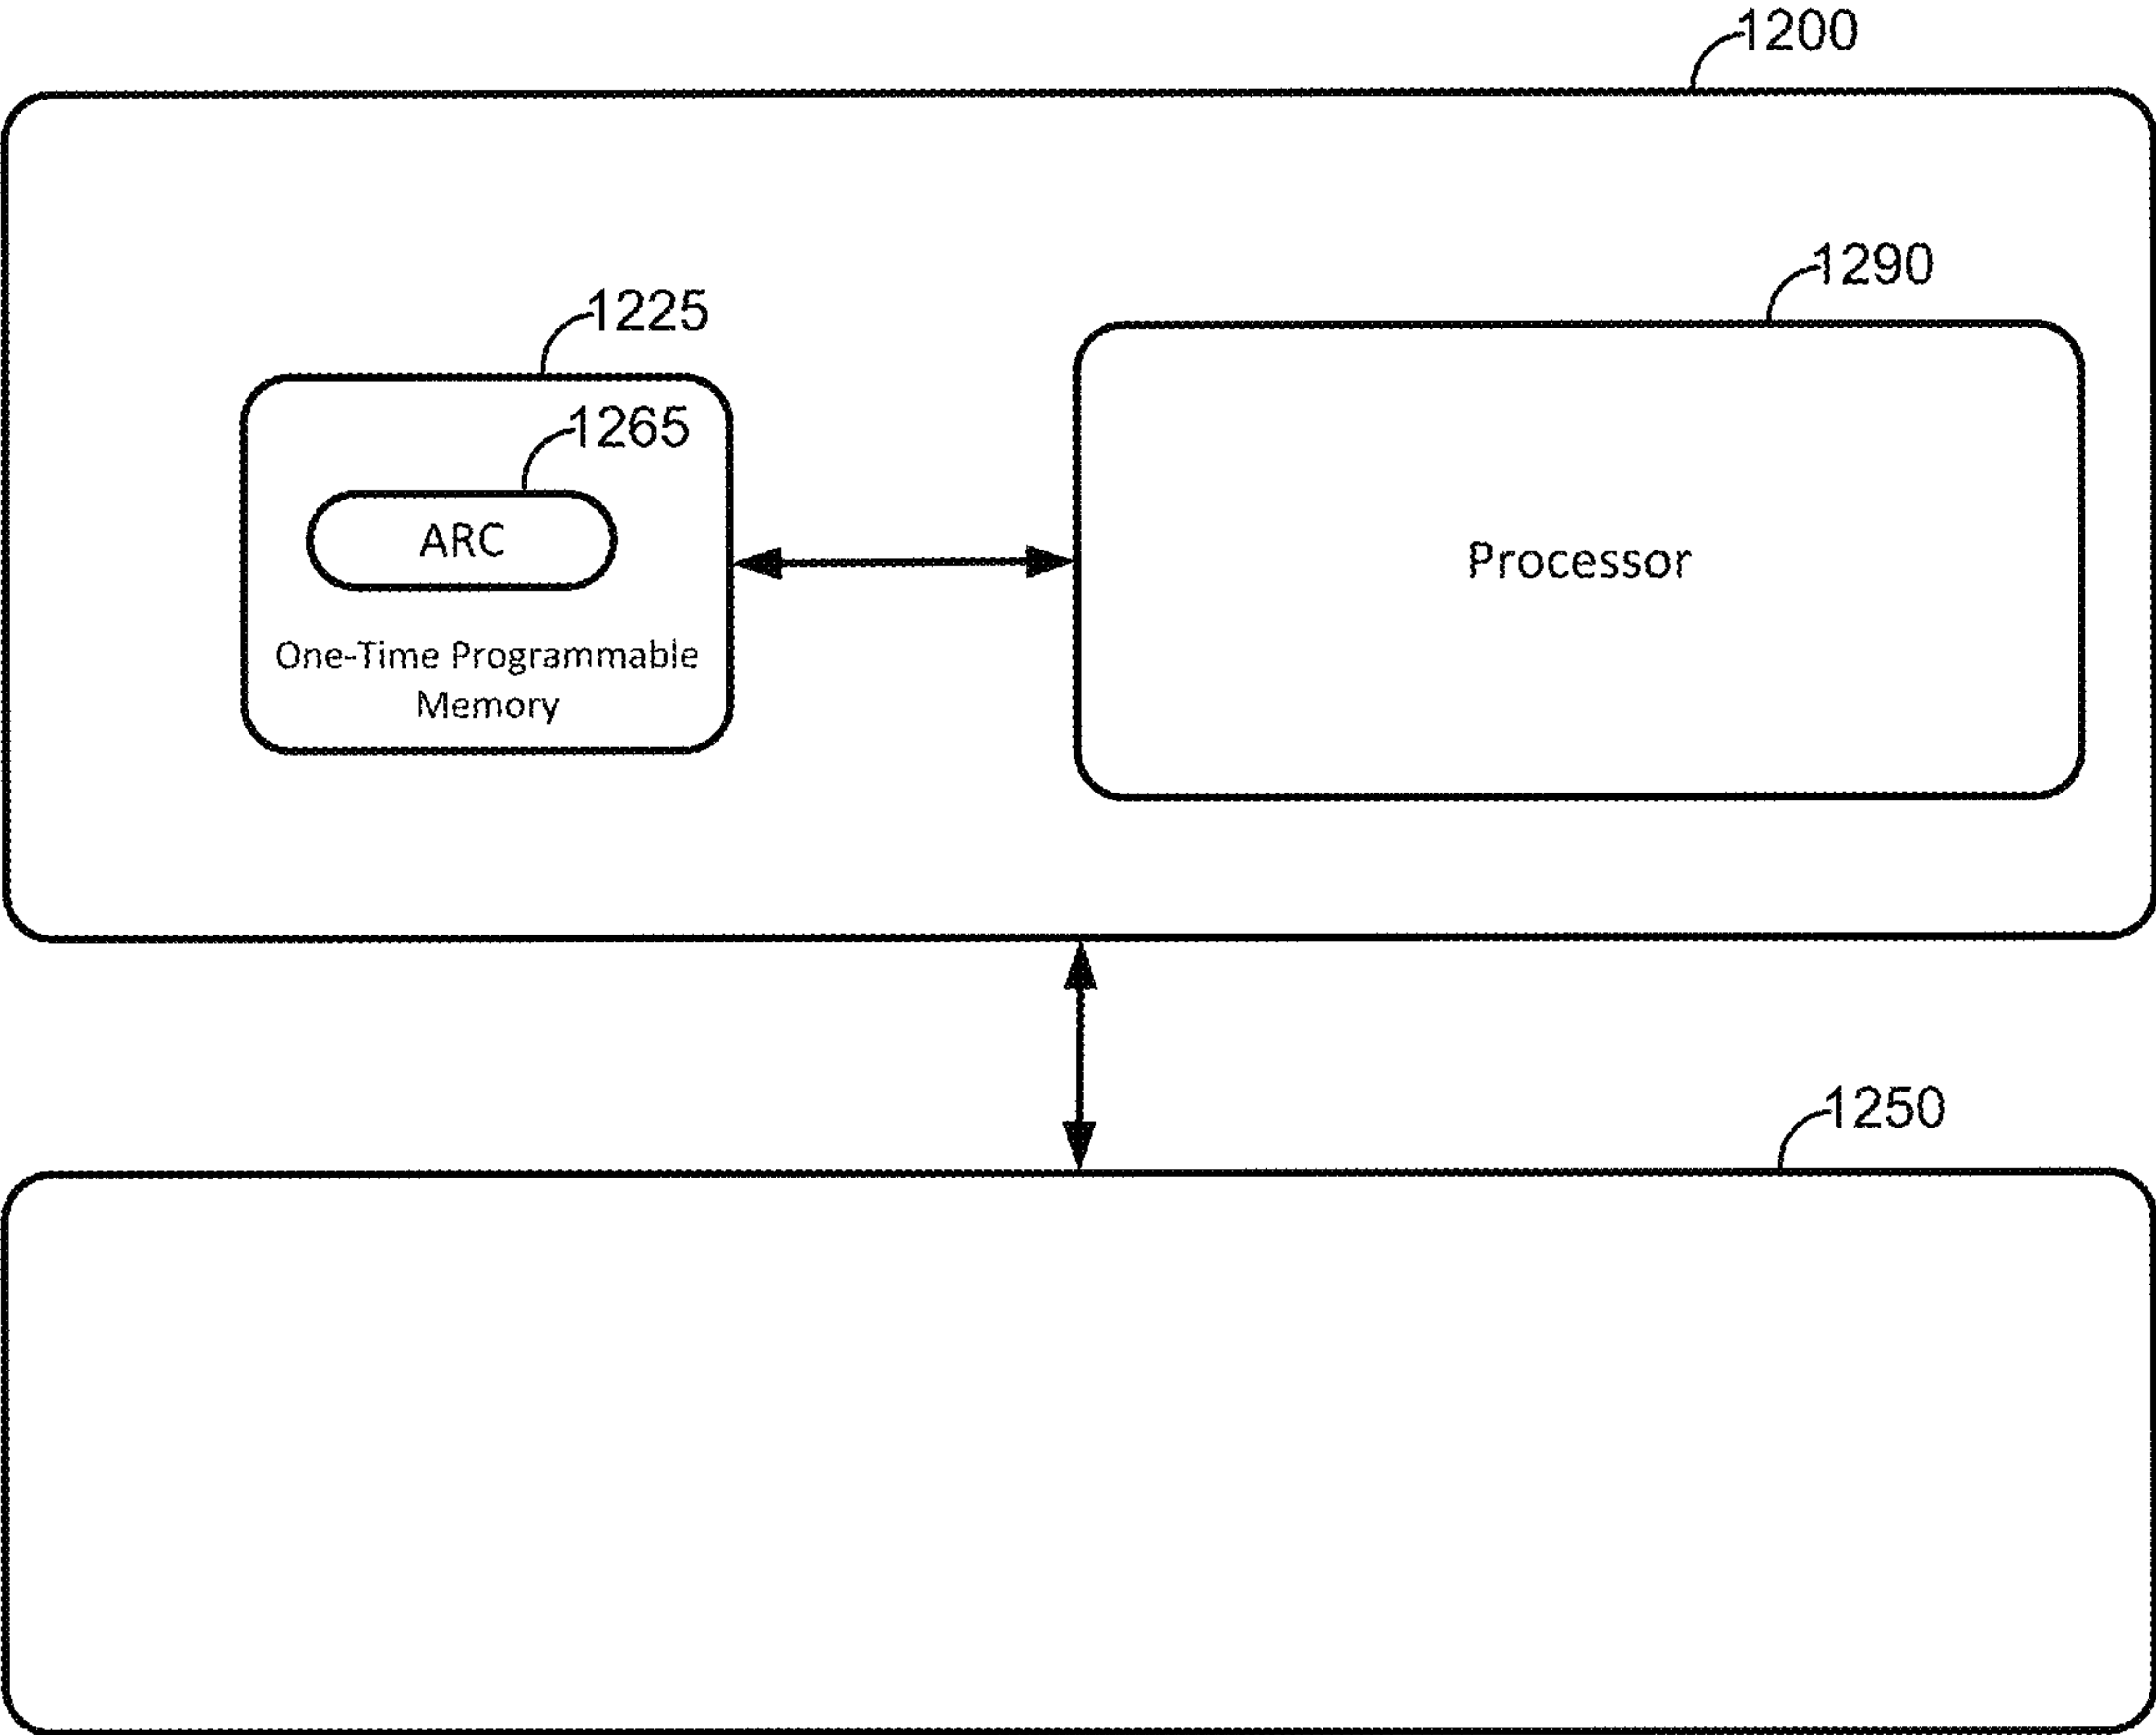 1200
1290
1225
1265
ARC
Processor
One-Time Programmable
Memory
1250